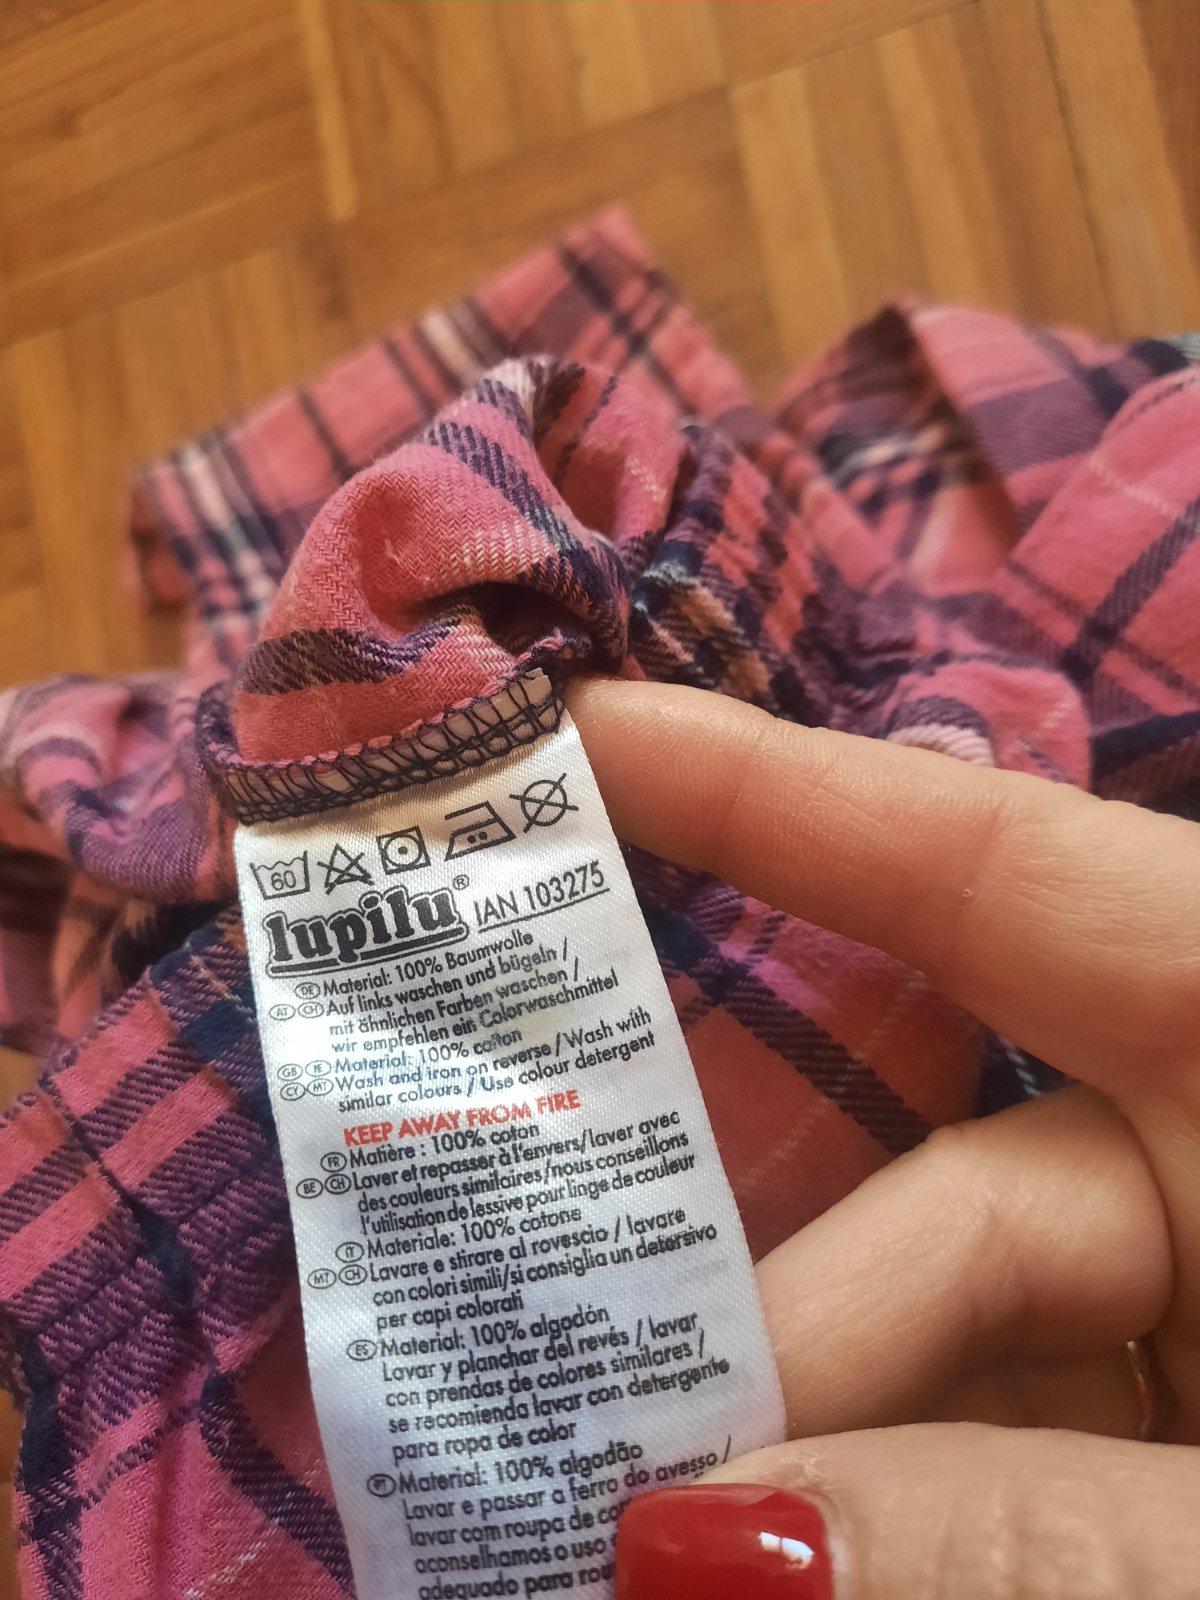 60
lupilu® IAN 103275
DE Material: 100% Baumwolle
AT CH Auf links waschen und bügeln /
mit ähnlichen Farben waschen /
wir empfehlen ein Colorwaschmittel
GB IE Material: 100% cotton
CY MT Wash and iron on reverse / Wash with
similar colours / Use colour detergent
KEEP AWAY FROM FIRE
FR Matière : 100% coton
BE CH Laver et repasser à l'envers/laver avec
des couleurs similaires/nous conseillons
l'utilisation de lessive pour linge de couleur
IT Materiale: 100% cotone
MT CH Lavare e stirare al rovescio / lavare
con colori simili/si consiglia un detersivo
per capi colorati
ES Material: 100% algodón
Lavar y planchar del revés / lavar
con prendas de colores similares /
se recomienda lavar con detergente
para ropa de color
PT Material: 100% algodão
Lavar e passar a ferro do avesso /
lavar com roupa de
aconselhamos o uso
adequado para